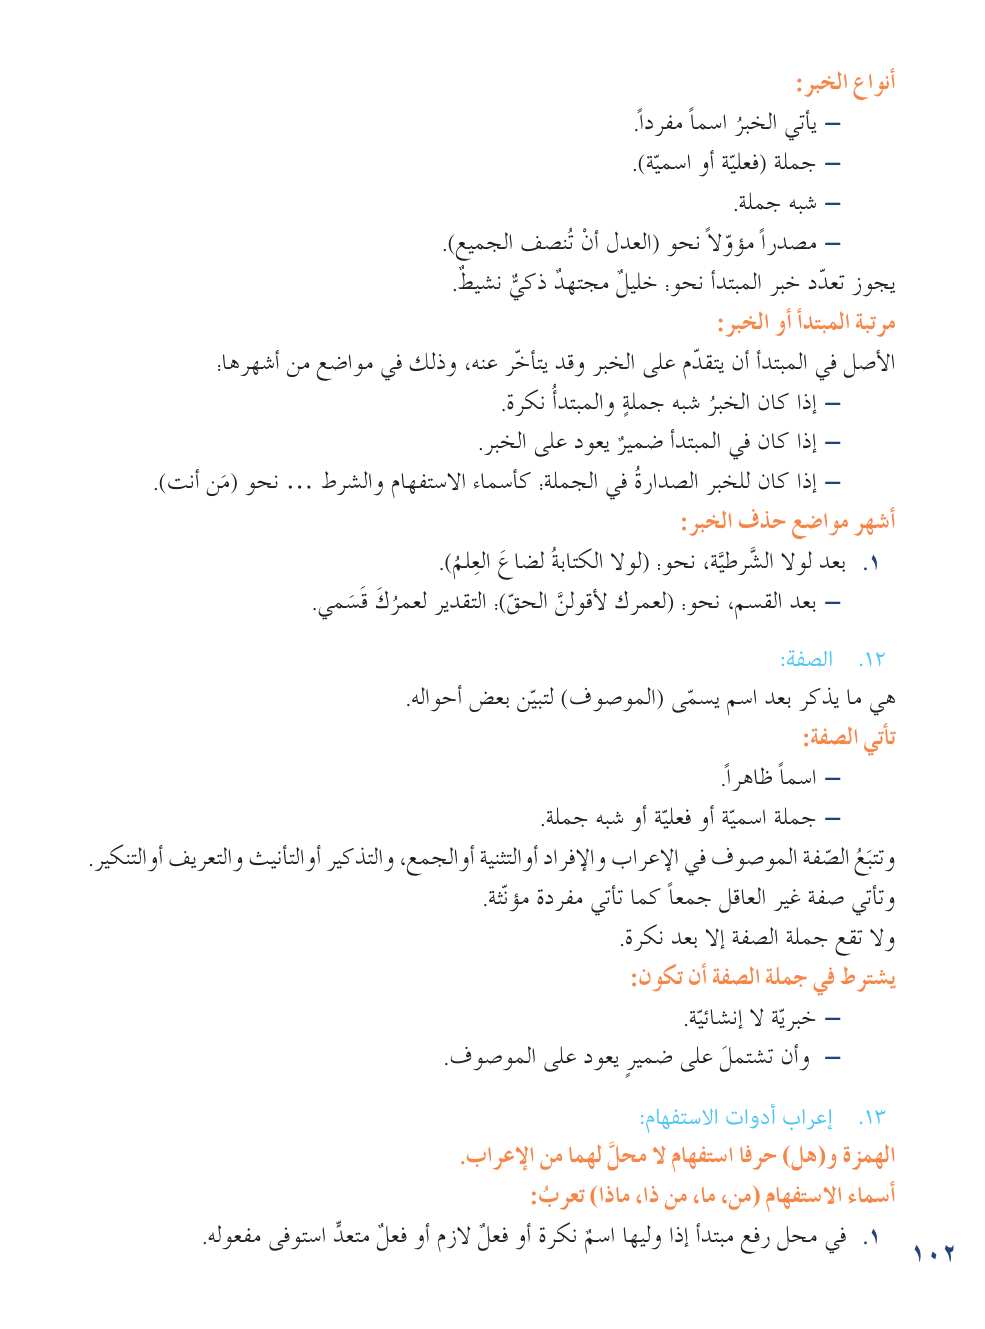 أنواع الخبر:
– يأتي الخبرُ اسماً مفرداً.
– جملة (فعليّة أو اسميّة).
– شبه جملة.
– مصدراً مؤوّلاً نحو (العدل أنْ تُنصف الجميع).
يجوز تعدّد خبر المبتدأ نحو: خليلٌ مجتهدٌ ذكيٌّ نشيطٌ.
مرتبة المبتدأ أو الخبر:
الأصل في المبتدأ أن يتقدّم على الخبر وقد يتأخّر عنه، وذلك في مواضع من أشهرها:
– إذا كان الخبرُ شبه جملةٍ والمبتدأُ نكرة.
– إذا كان في المبتدأ ضميرٌ يعود على الخبر.
– إذا كان للخبر الصدارةُ في الجملة: كأسماء الاستفهام والشرط ... نحو (مَن أنت).
أشهر مواضع حذف الخبر:
١. بعد لولا الشَّرطيَّة، نحو: (لولا الكتابةُ لضاعَ العِلمُ).
– بعد القسم، نحو: (لعمرك لأقولنَّ الحقّ): التقدير لعمرُكَ قَسَمي.
١٢. الصفة:
هي ما يذكر بعد اسم يسمّى (الموصوف) لتبيّن بعض أحواله.
تأتي الصفة:
– اسماً ظاهراً.
– جملة اسميّة أو فعليّة أو شبه جملة.
وتتبَعُ الصّفة الموصوف في الإعراب والإفراد أوالتثنية أوالجمع، والتذكير أوالتأنيث والتعريف أوالتنكير.
وتأتي صفة غير العاقل جمعاً كما تأتي مفردة مؤنّثة.
ولا تقع جملة الصفة إلا بعد نكرة.
يشترط في جملة الصفة أن تكون:
– خبريّة لا إنشائيّة.
– وأن تشتملَ على ضميرٍ يعود على الموصوف.
١٣. إعراب أدوات الاستفهام:
الهمزة و(هل) حرفا استفهام لا محلَّ لهما من الإعراب.
أسماء الاستفهام (من، ما، من ذا، ماذا) تعربُ:
١. في محل رفع مبتدأ إذا وليها اسمٌ نكرة أو فعلٌ لازم أو فعلٌ متعدٍّ استوفى مفعوله.
١٠٢